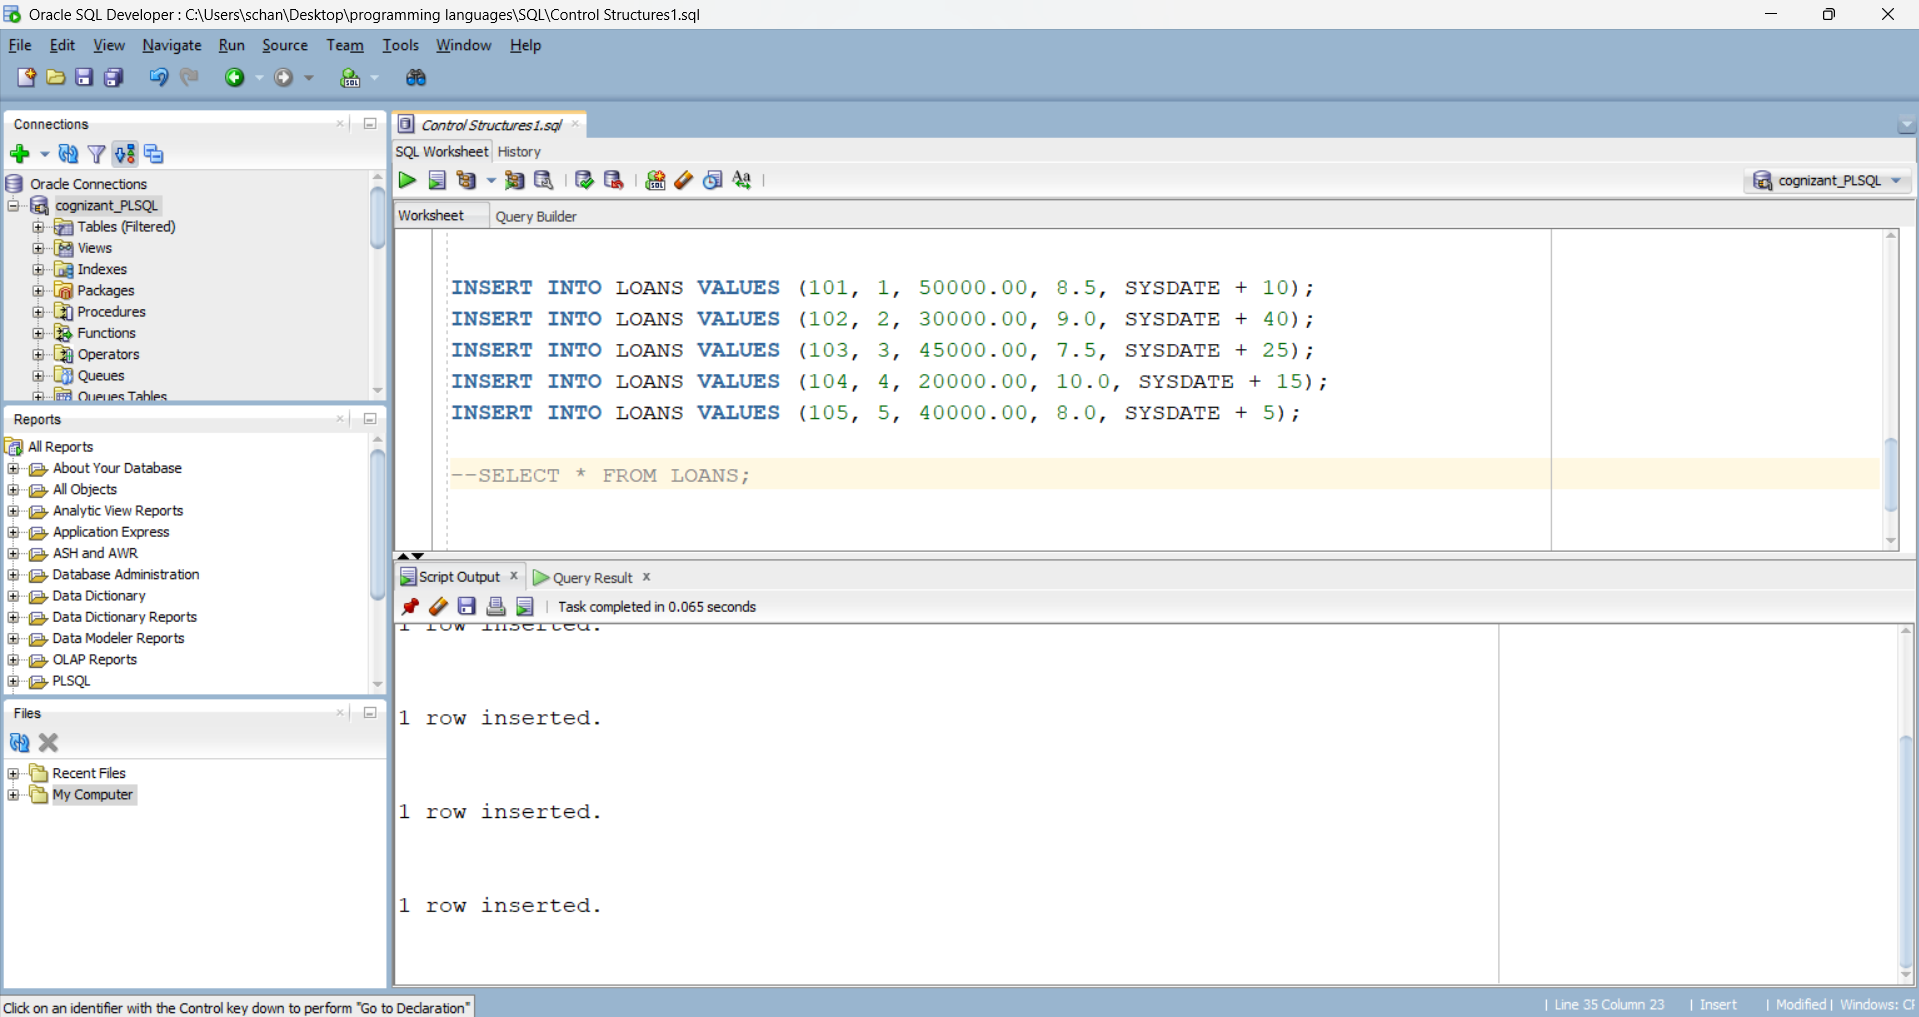 Oracle SQL Developer : C:\Users\schan\Desktop\programming languages\SQL\Control Structures1.sql
File Edit View Navigate Run Source Team Tools Window Help
Connections
Oracle Connections
cognizant_PLSQL
Tables (Filtered)
Views
Indexes
Packages
Procedures
Functions
Operators
Queues
Queues Tables
Reports
All Reports
About Your Database
All Objects
Analytic View Reports
Application Express
ASH and AWR
Database Administration
Data Dictionary
Data Dictionary Reports
Data Modeler Reports
OLAP Reports
PLSQL
Files
Recent Files
My Computer
Control Structures1.sql
SQL Worksheet History
cognizant_PLSQL
Worksheet Query Builder
INSERT INTO LOANS VALUES (101, 1, 50000.00, 8.5, SYSDATE + 10);
INSERT INTO LOANS VALUES (102, 2, 30000.00, 9.0, SYSDATE + 40);
INSERT INTO LOANS VALUES (103, 3, 45000.00, 7.5, SYSDATE + 25);
INSERT INTO LOANS VALUES (104, 4, 20000.00, 10.0, SYSDATE + 15);
INSERT INTO LOANS VALUES (105, 5, 40000.00, 8.0, SYSDATE + 5);
--SELECT * FROM LOANS;
Script Output Query Result
Task completed in 0.065 seconds
1 row inserted.
1 row inserted.
1 row inserted.
1 row inserted.
Click on an identifier with the Control key down to perform "Go to Declaration"
Line 35 Column 23 | Insert | Modified | Windows: